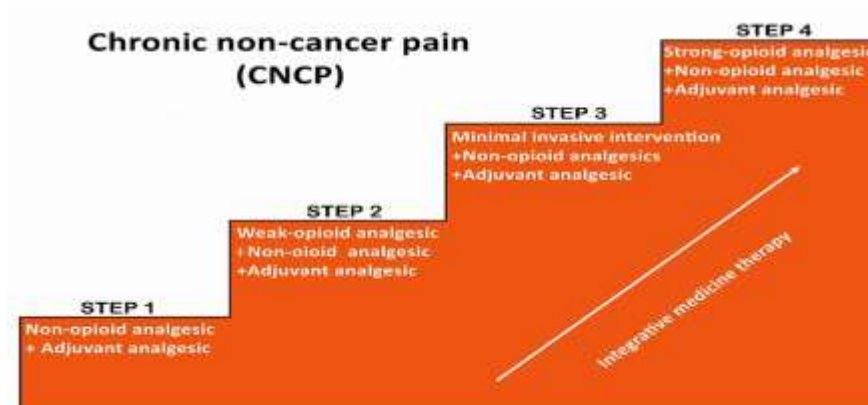 Chronic non-cancer pain
(CNCP)
STEP 1
Non-opioid analgesic
+ Adjuvant analgesic
STEP 2
Weak-opioid analgesic
+Non-oioid analgesic
+Adjuvant analgesic
STEP 3
Minimal invasive intervention
+Non-opioid analgesics
+Adjuvant analgesic
STEP 4
Strong-opioid analgesic
+Non-opioid analgesic
+Adjuvant analgesic
Integrative medicine therapy